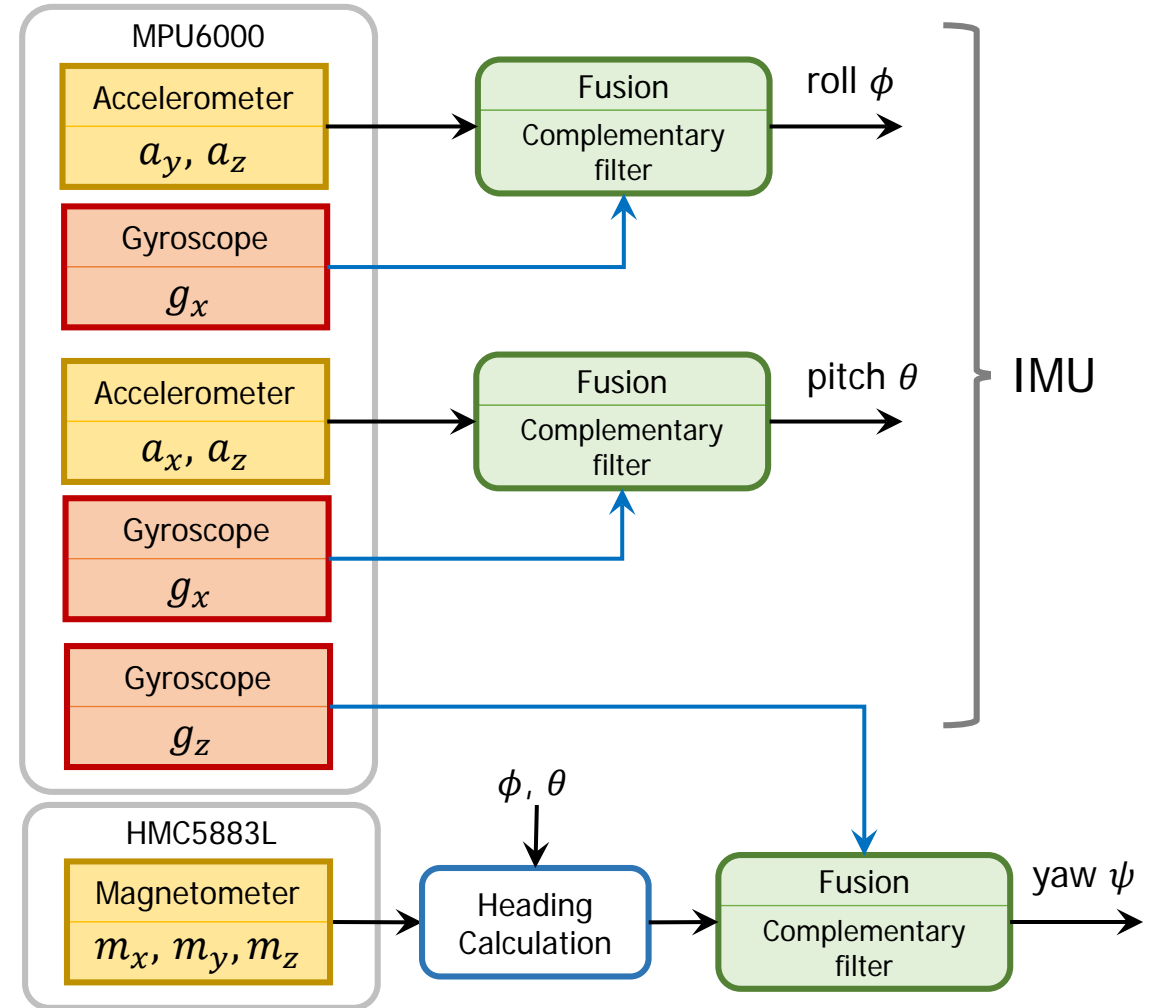 MPU6000
Accelerometer
a_y, a_z
Fusion
Complementary
filter
roll ϕ
Gyroscope
g_x
Accelerometer
a_x, a_z
Fusion
Complementary
filter
pitch θ
IMU
Gyroscope
g_x
Gyroscope
g_z
ϕ, θ
HMC5883L
Magnetometer
m_x, m_y, m_z
Heading
Calculation
Fusion
Complementary
filter
yaw ψ